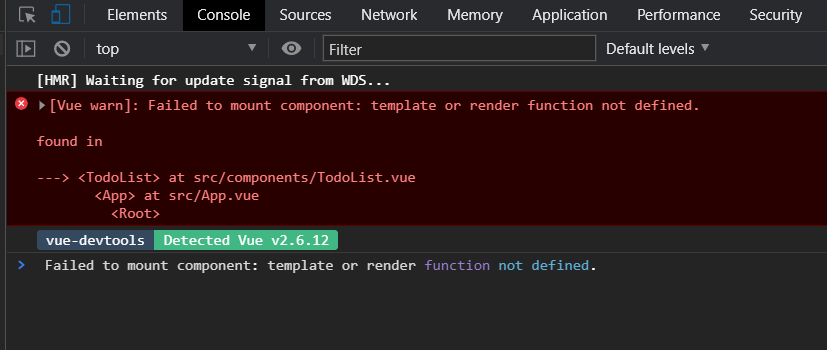 Elements Console Sources Network Memory Application Performance Security
top Filter Default levels
[HMR] Waiting for update signal from WDS...
[Vue warn]: Failed to mount component: template or render function not defined.
found in
---> <TodoList> at src/components/TodoList.vue
<App> at src/App.vue
<Root>
vue-devtools Detected Vue v2.6.12
> Failed to mount component: template or render function not defined.